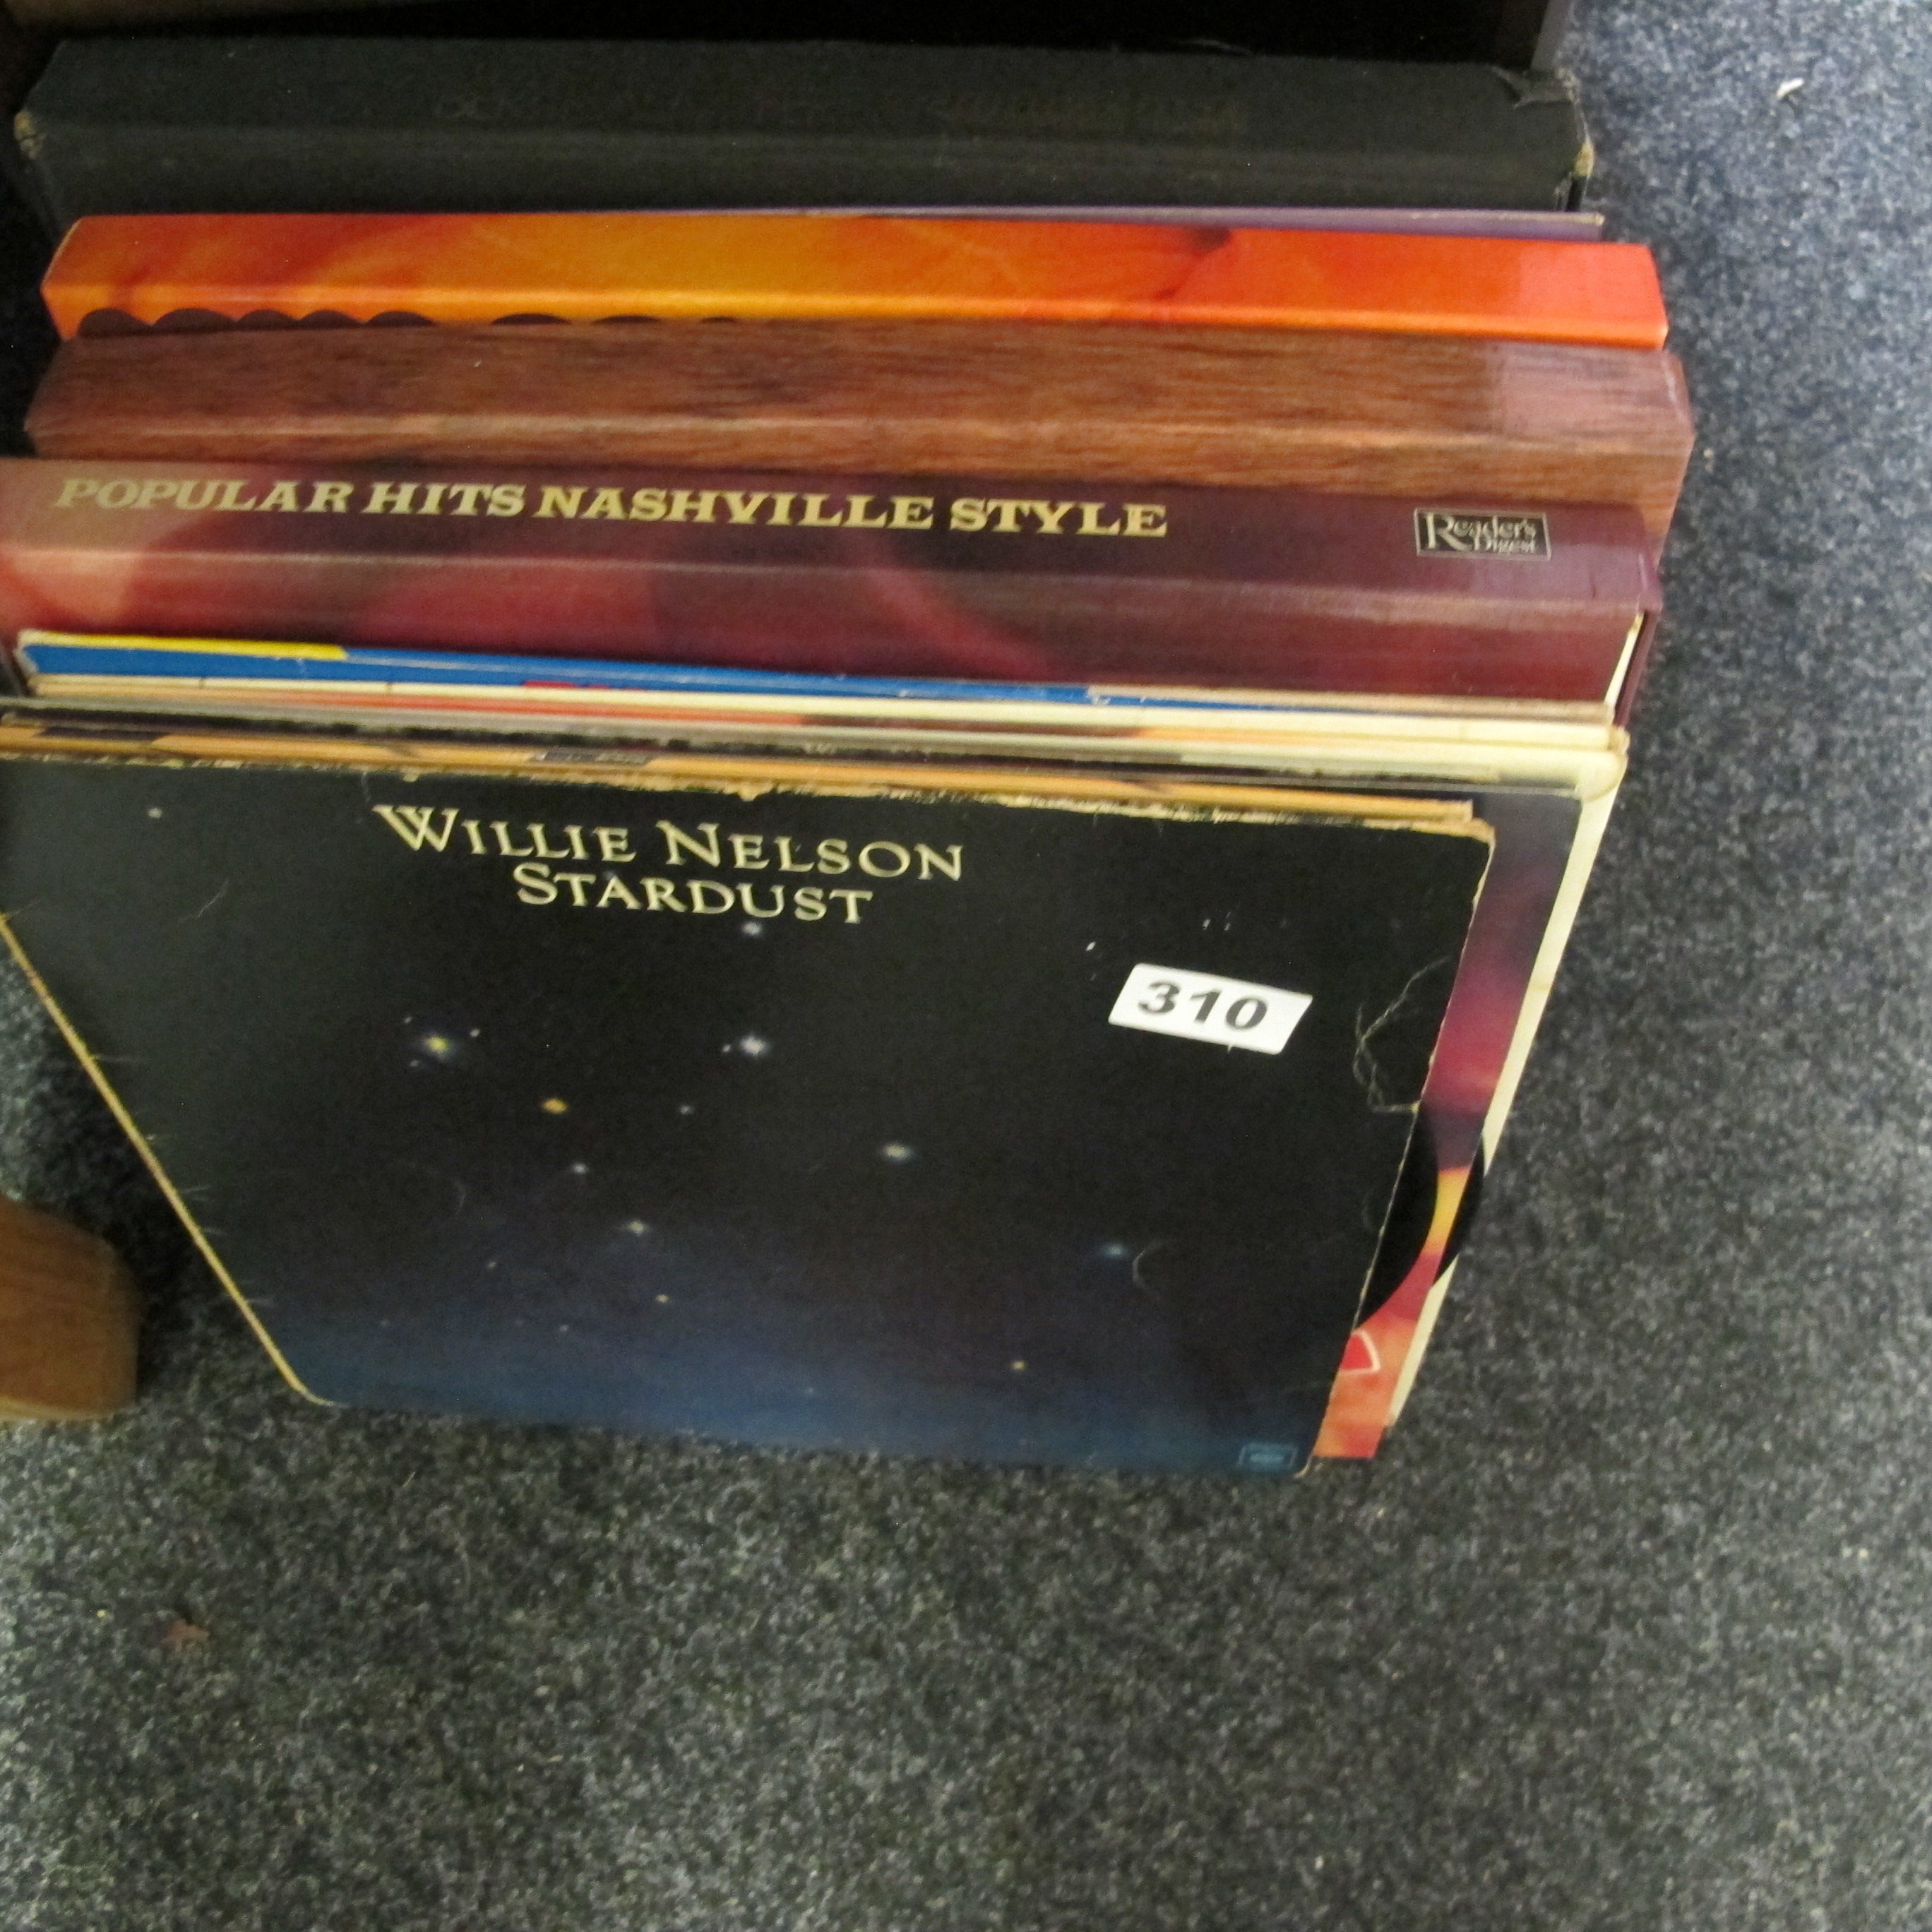 POPULAR HITS NASHVILLE STYLE
Reader's
Digest
WILLIE NELSON
STARDUST
310